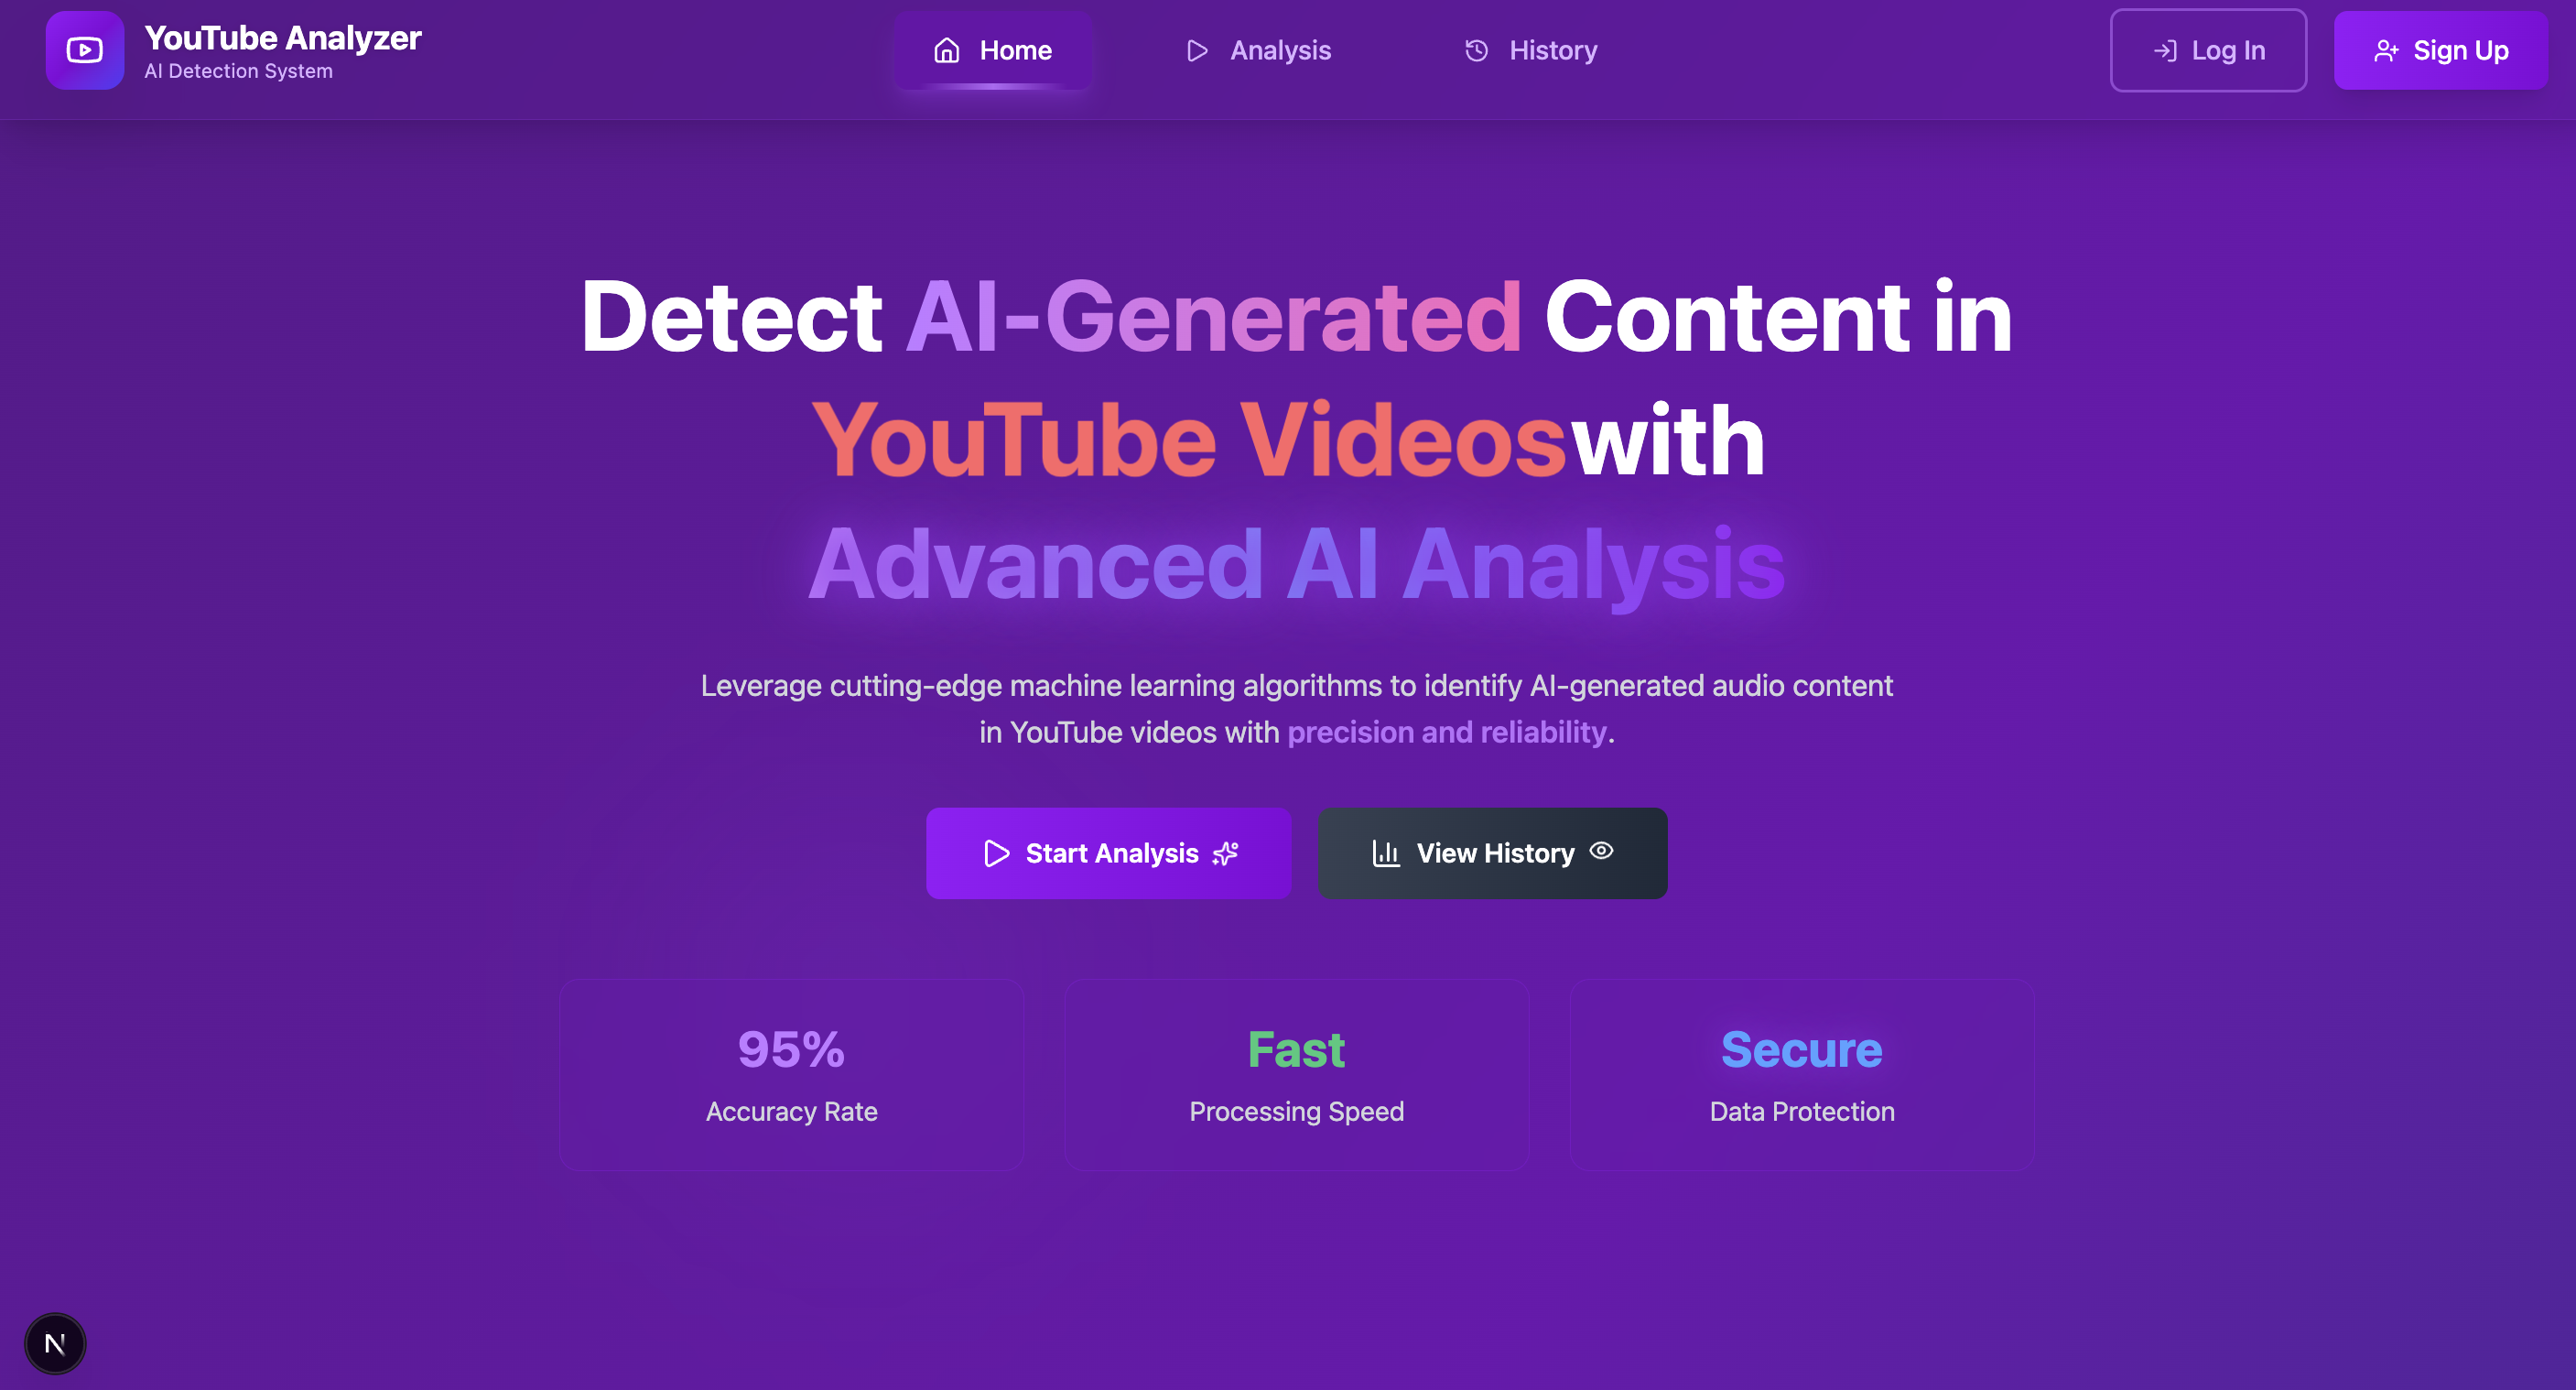 YouTube Analyzer
AI Detection System
Home
Analysis
History
Log In
Sign Up
Detect AI-Generated Content in
YouTube Videoswith
Advanced AI Analysis
Leverage cutting-edge machine learning algorithms to identify AI-generated audio content
in YouTube videos with precision and reliability.
Start Analysis
View History
95%
Accuracy Rate
Fast
Processing Speed
Secure
Data Protection
N